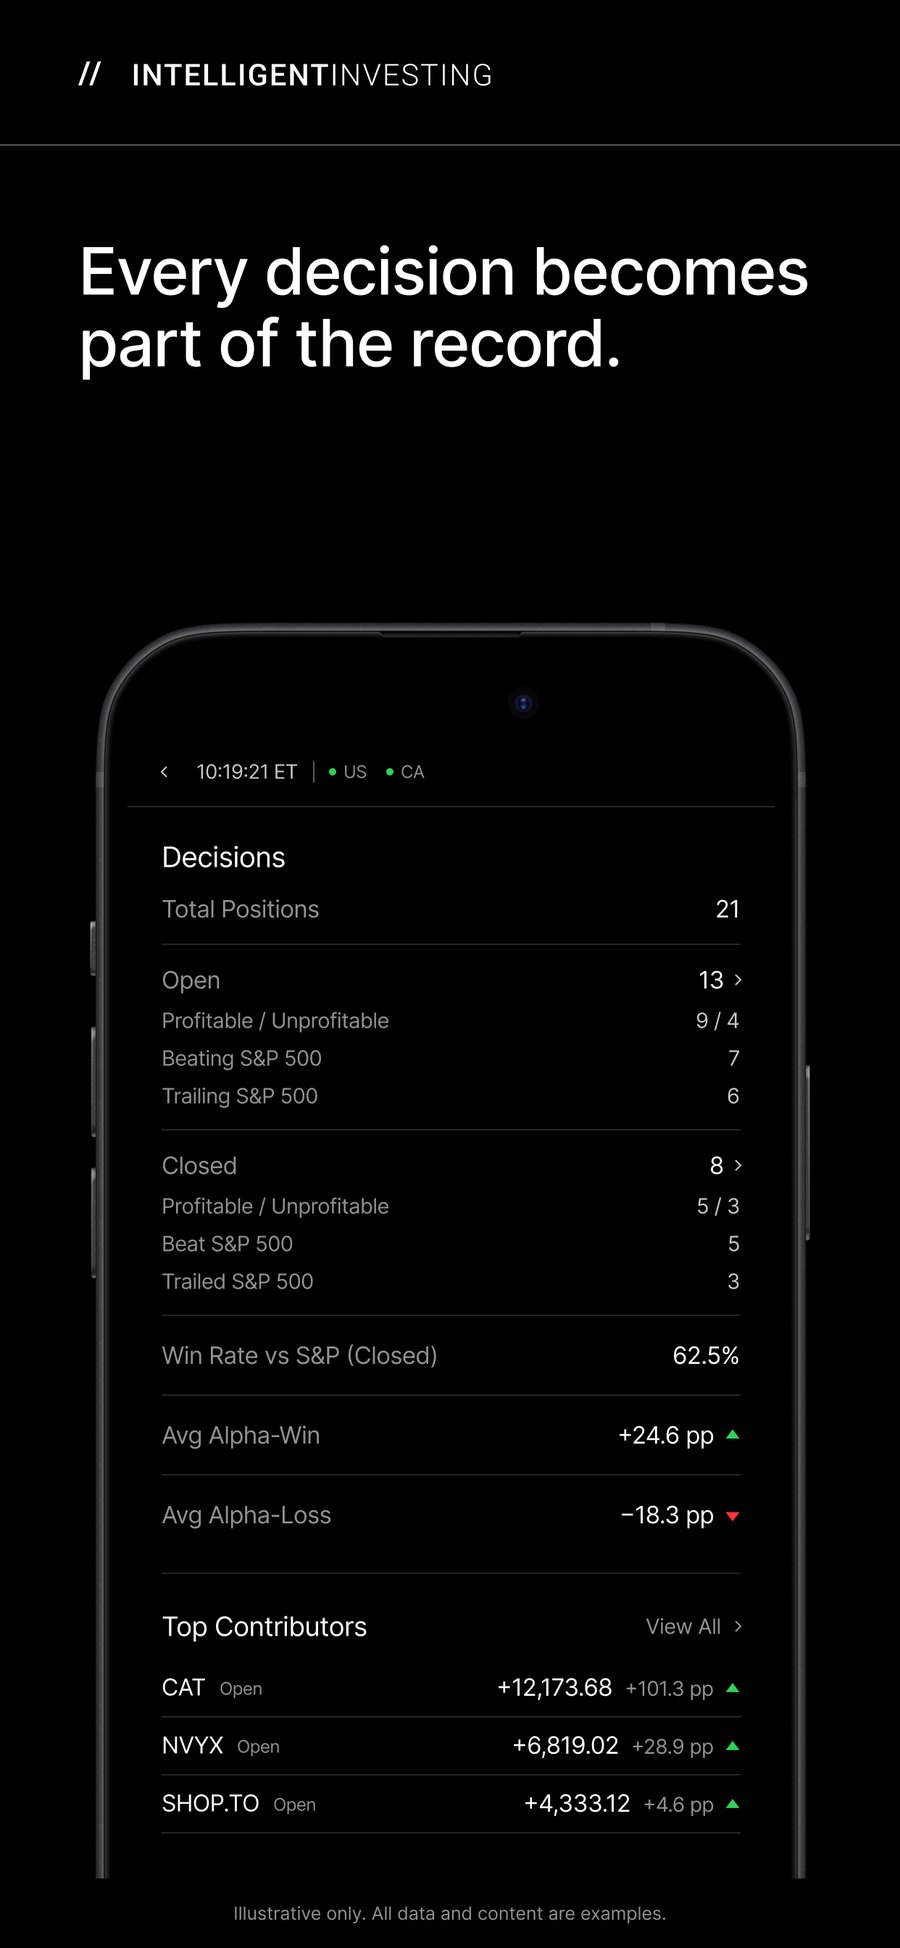 // INTELLIGENTINVESTING
Every decision becomes
part of the record.
10:19:21 ET | US CA
Decisions
Total Positions 21
Open 13 >
Profitable / Unprofitable 9 / 4
Beating S&P 500 7
Trailing S&P 500 6
Closed 8 >
Profitable / Unprofitable 5 / 3
Beat S&P 500 5
Trailed S&P 500 3
Win Rate vs S&P (Closed) 62.5%
Avg Alpha-Win +24.6 pp ▲
Avg Alpha-Loss −18.3 pp ▼
Top Contributors View All >
CAT Open +12,173.68 +101.3 pp ▲
NVYX Open +6,819.02 +28.9 pp ▲
SHOP.TO Open +4,333.12 +4.6 pp ▲
Illustrative only. All data and content are examples.